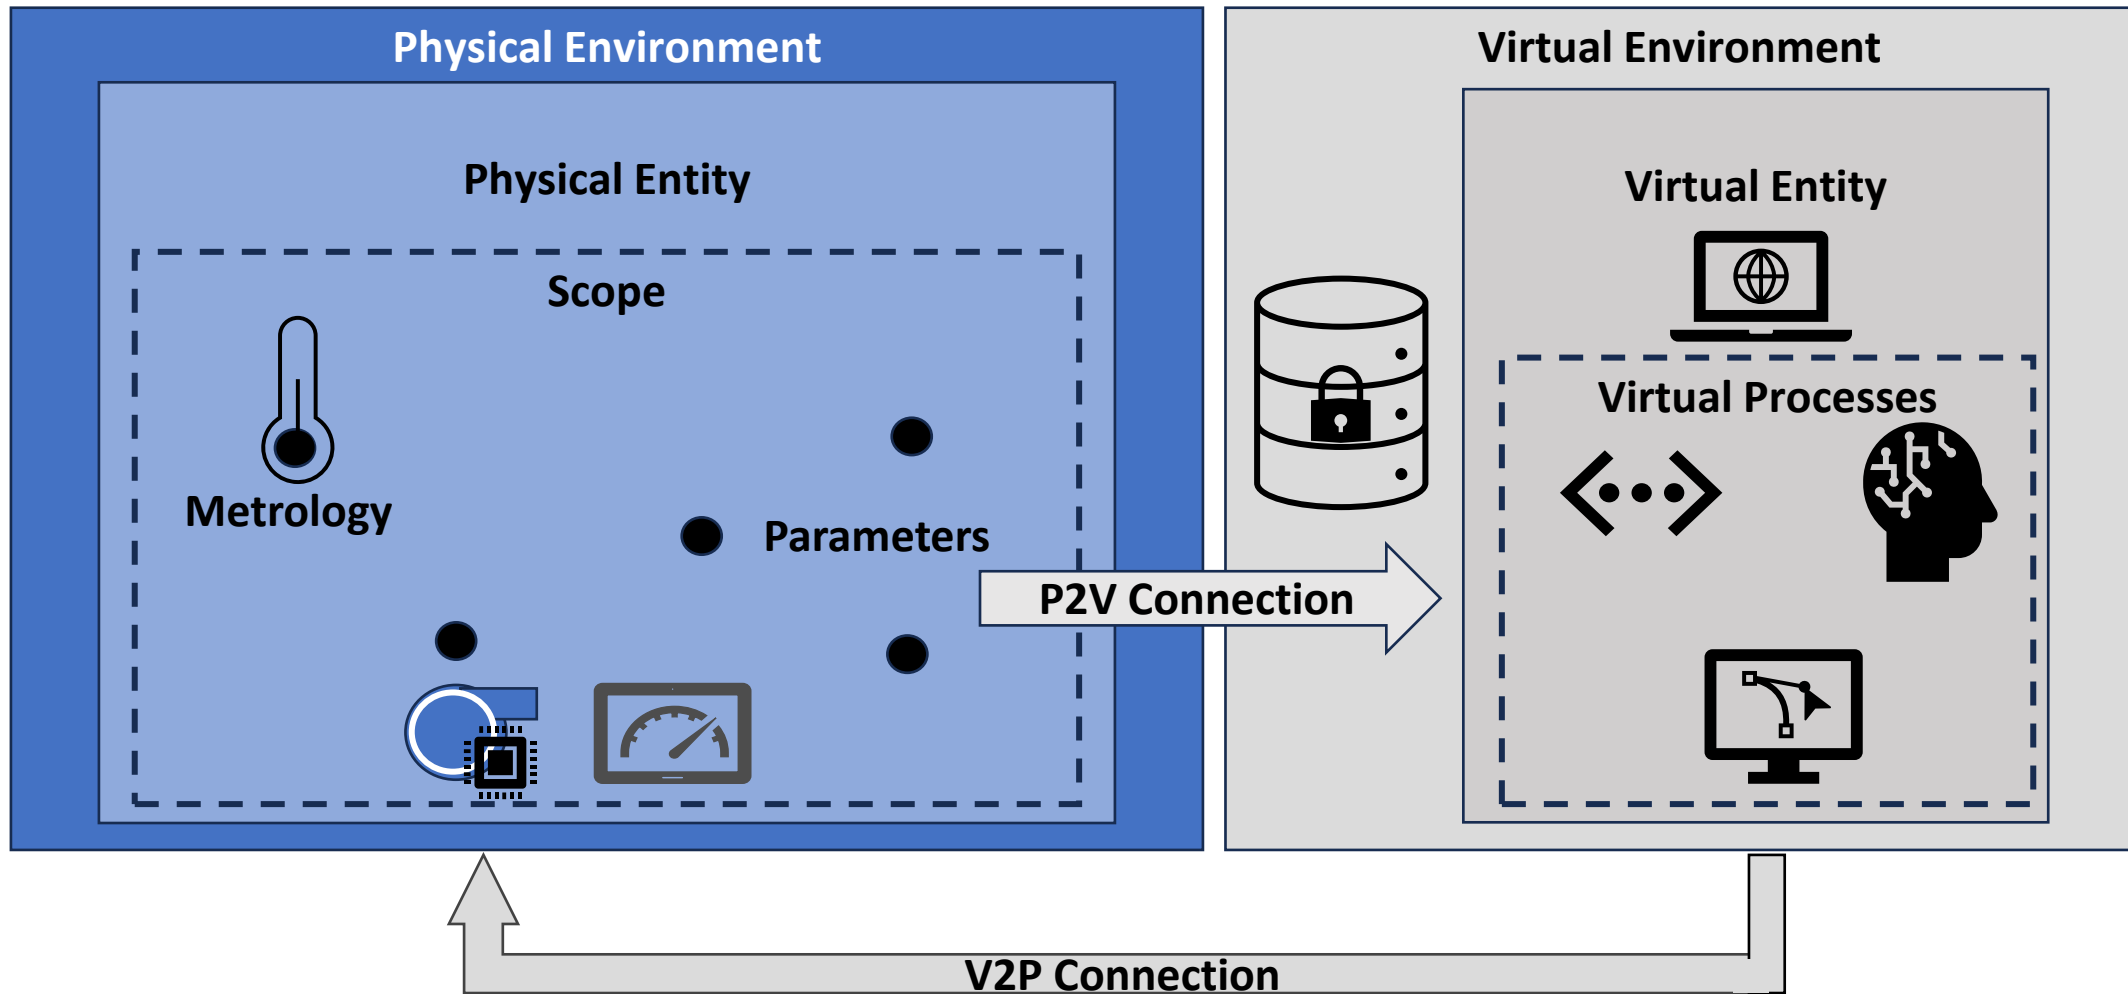 Physical Environment
Virtual Environment
Physical Entity
Virtual Entity
Scope
Virtual Processes
Metrology
Parameters
P2V Connection
V2P Connection